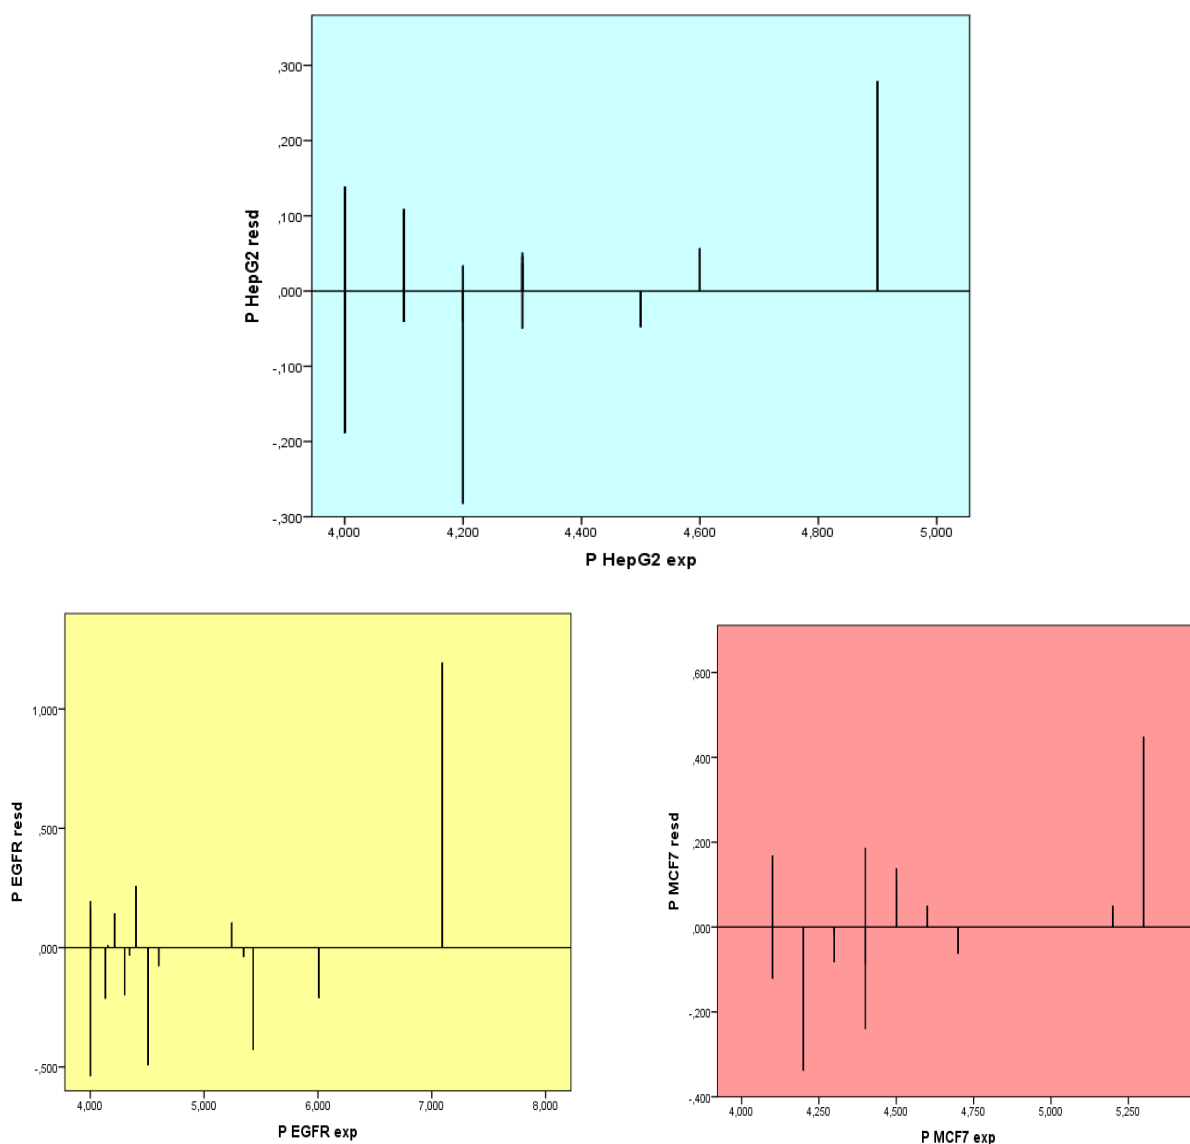 P HepG2 resd
,300
,200
,100
,000
-,100
-,200
-,300
4,000 4,200 4,400 4,600 4,800 5,000
P HepG2 exp
P EGFR resd
1,000
,500
,000
-,500
4,000 5,000 6,000 7,000 8,000
P EGFR exp
P MCF7 resd
,600
,400
,200
,000
-,200
-,400
4,000 4,250 4,500 4,750 5,000 5,250
P MCF7 exp